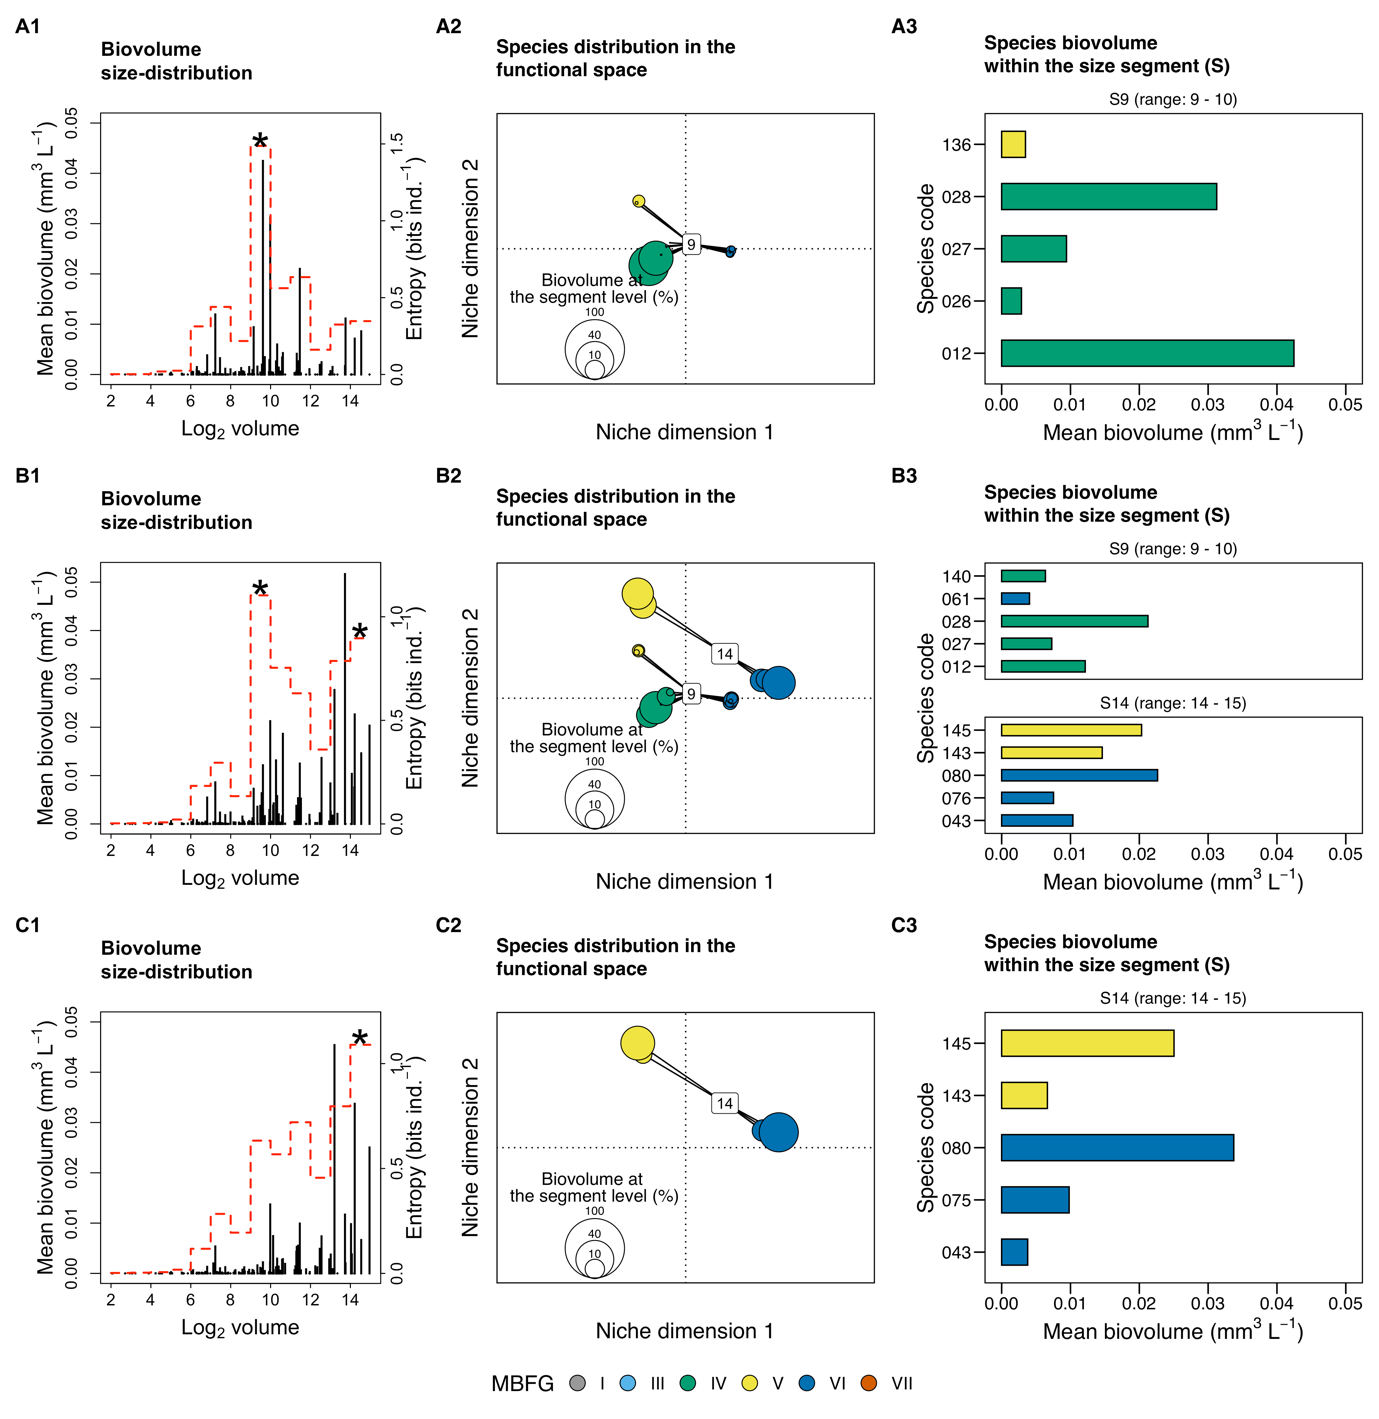 A1
Biovolume
size-distribution
Mean biovolume (mm³ L⁻¹)
0.00 0.01 0.02 0.03 0.04 0.05
Entropy (bits ind.⁻¹)
0.0 0.5 1.0 1.5
*
2 4 6 8 10 12 14
Log₂ volume
A2
Species distribution in the
functional space
Niche dimension 2
9
Biovolume at
the segment level (%)
100
40
10
Niche dimension 1
A3
Species biovolume
within the size segment (S)
S9 (range: 9 - 10)
Species code
136
028
027
026
012
0.00 0.01 0.02 0.03 0.04 0.05
Mean biovolume (mm³ L⁻¹)
B1
Biovolume
size-distribution
Mean biovolume (mm³ L⁻¹)
0.00 0.01 0.02 0.03 0.04 0.05
Entropy (bits ind.⁻¹)
0.0 0.5 1.0
* *
2 4 6 8 10 12 14
Log₂ volume
B2
Species distribution in the
functional space
Niche dimension 2
14
9
Biovolume at
the segment level (%)
100
40
10
Niche dimension 1
B3
Species biovolume
within the size segment (S)
S9 (range: 9 - 10)
Species code
140
061
028
027
012
S14 (range: 14 - 15)
145
143
080
076
043
0.00 0.01 0.02 0.03 0.04 0.05
Mean biovolume (mm³ L⁻¹)
C1
Biovolume
size-distribution
Mean biovolume (mm³ L⁻¹)
0.00 0.01 0.02 0.03 0.04 0.05
Entropy (bits ind.⁻¹)
0.0 0.5 1.0
*
2 4 6 8 10 12 14
Log₂ volume
C2
Species distribution in the
functional space
Niche dimension 2
14
Biovolume at
the segment level (%)
100
40
10
Niche dimension 1
C3
Species biovolume
within the size segment (S)
S14 (range: 14 - 15)
Species code
145
143
080
075
043
0.00 0.01 0.02 0.03 0.04 0.05
Mean biovolume (mm³ L⁻¹)
MBFG I III IV V VI VII